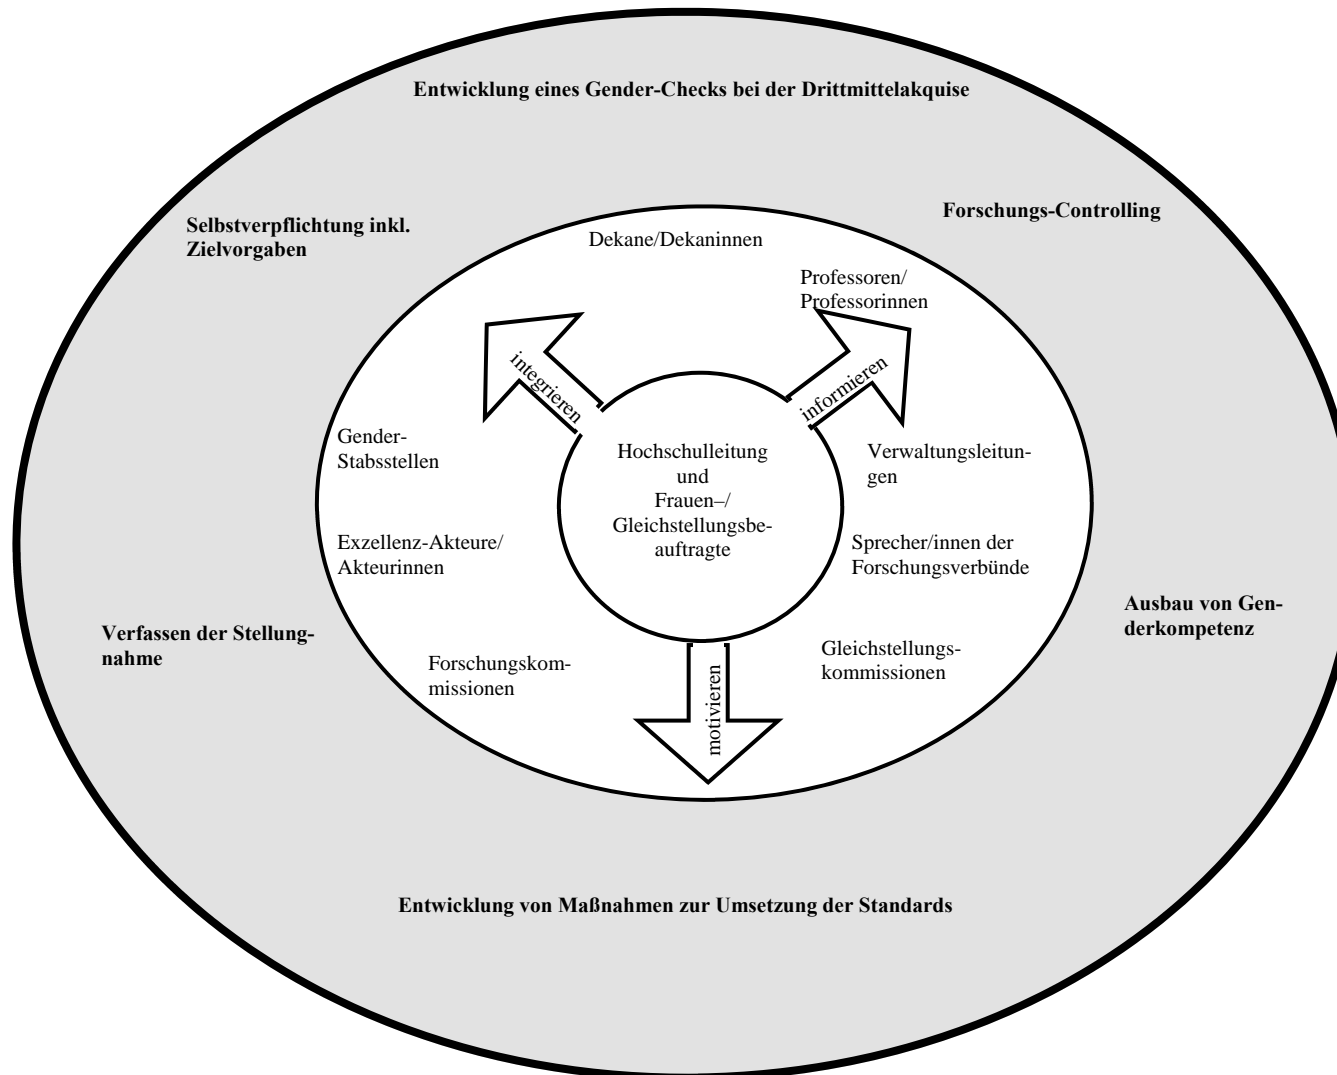 Entwicklung eines Gender-Checks bei der Drittmittelakquise
Selbstverpflichtung inkl.
Zielvorgaben
Forschungs-Controlling
Dekane/Dekaninnen
Professoren/
Professorinnen
integrieren
informieren
Gender-
Stabsstellen
Hochschulleitung
und
Frauen–/
Gleichstellungsbe-
auftragte
Verwaltungsleitun-
gen
Exzellenz-Akteure/
Akteurinnen
Sprecher/innen der
Forschungsverbünde
Verfassen der Stellung-
nahme
Ausbau von Gen-
derkompetenz
Forschungskom-
missionen
motivieren
Gleichstellungs-
kommissionen
Entwicklung von Maßnahmen zur Umsetzung der Standards